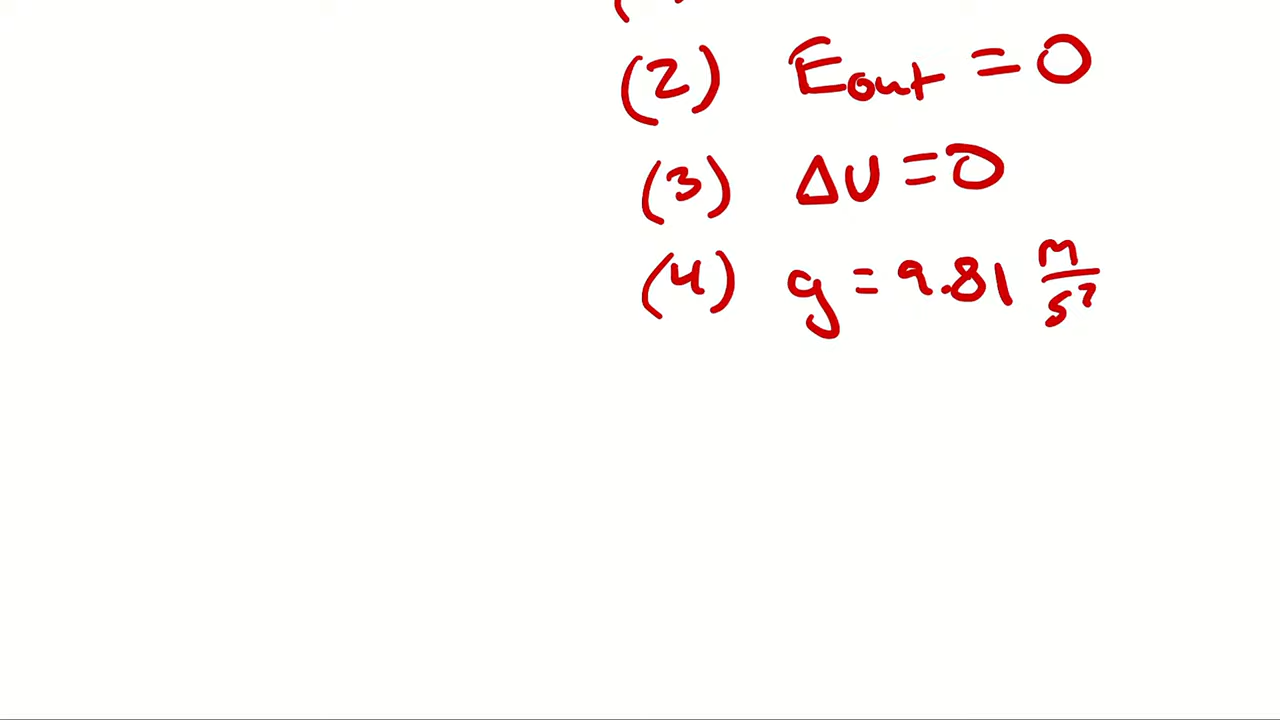 (2) Eout = 0
(3) ΔU = 0
(4) g = 9.81 m/s²